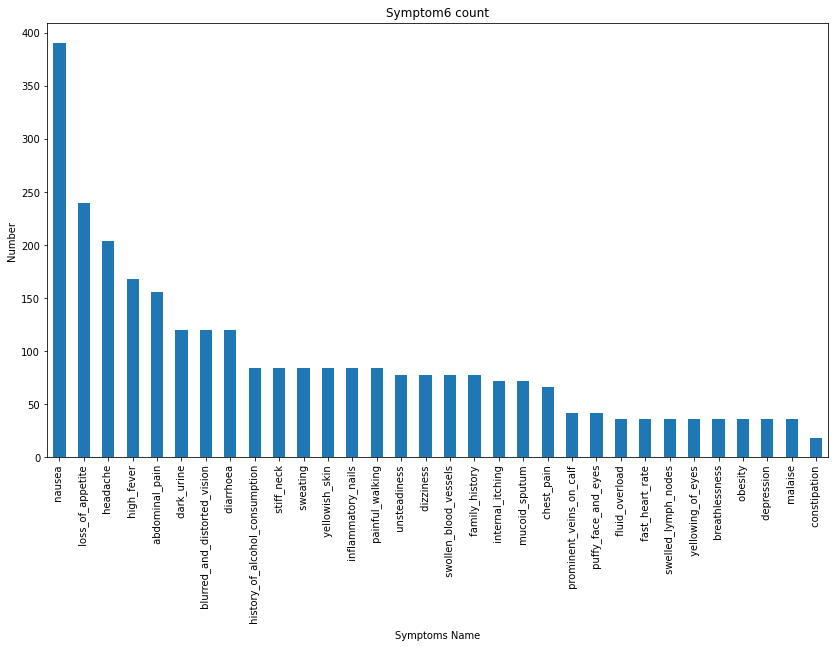 Symptom6 count
400
350
300
250
200
150
100
50
0
Number
nausea
loss_of_appetite
headache
high_fever
abdominal_pain
dark_urine
blurred_and_distorted_vision
diarrhoea
history_of_alcohol_consumption
stiff_neck
sweating
yellowish_skin
inflammatory_nails
painful_walking
unsteadiness
dizziness
swollen_blood_vessels
family_history
internal_itching
mucoid_sputum
chest_pain
prominent_veins_on_calf
puffy_face_and_eyes
fluid_overload
fast_heart_rate
swelled_lymph_nodes
yellowing_of_eyes
breathlessness
obesity
depression
malaise
constipation
Symptoms Name